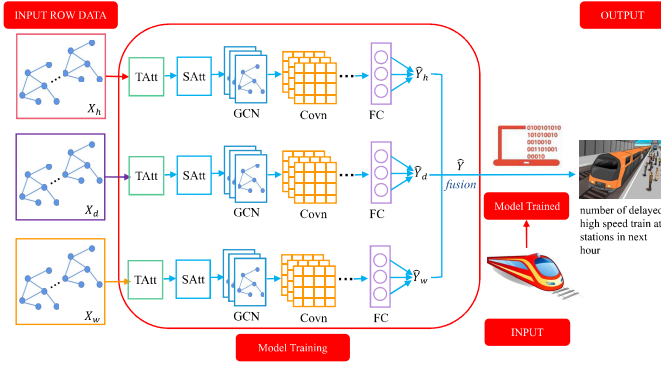 INPUT ROW DATA
OUTPUT
X_h
TAtt
SAtt
GCN
Covn
...
FC
Ŷ_h
X_d
TAtt
SAtt
GCN
Covn
...
FC
Ŷ_d
Ŷ
fusion
0100101010
101010010
0010010
001101001
00010
Model Trained
number of delayed
high speed train at
stations in next
hour
X_w
TAtt
SAtt
GCN
Covn
...
FC
Ŷ_w
INPUT
Model Training